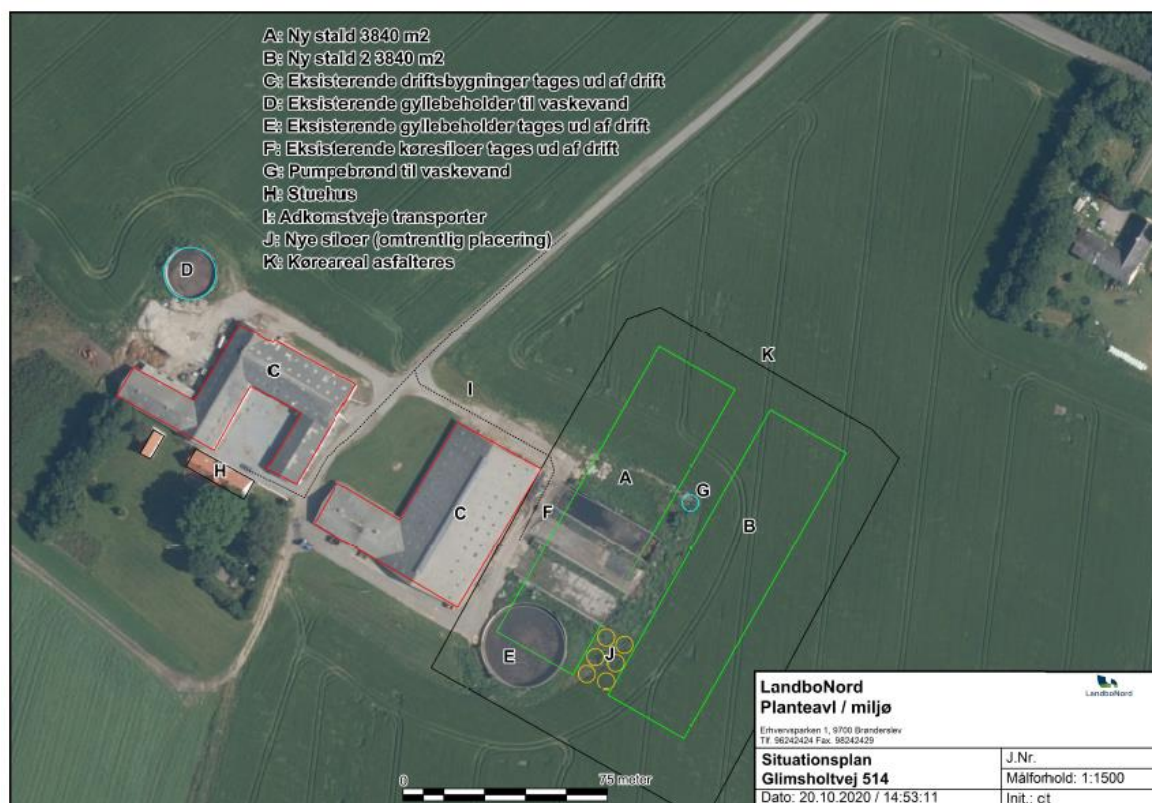 A: Ny stald 3840 m2
B: Ny stald 2 3840 m2
C: Eksisterende driftsbygninger tages ud af drift
D: Eksisterende gyllebeholder til vaskevand
E: Eksisterende gyllebeholder tages ud af drift
F: Eksisterende køresiloer tages ud af drift
G: Pumpebrønd til vaskevand
H: Stuehus
I: Adkomstveje transporter
J: Nye siloer (omtrentlig placering)
K: Køreareal asfalteres
D
K
C
I
H
A
G
C
F
B
E
J
LandboNord
Planteavl / miljø
LandboNord
Erhvervsparken 1, 9700 Brønderslev
Tlf. 96242424 Fax. 98242429
Situationsplan
Glimsholtvej 514
J.Nr.
Målforhold: 1:1500
Dato: 20.10.2020 / 14:53:11
Init.: ct
0
75 meter